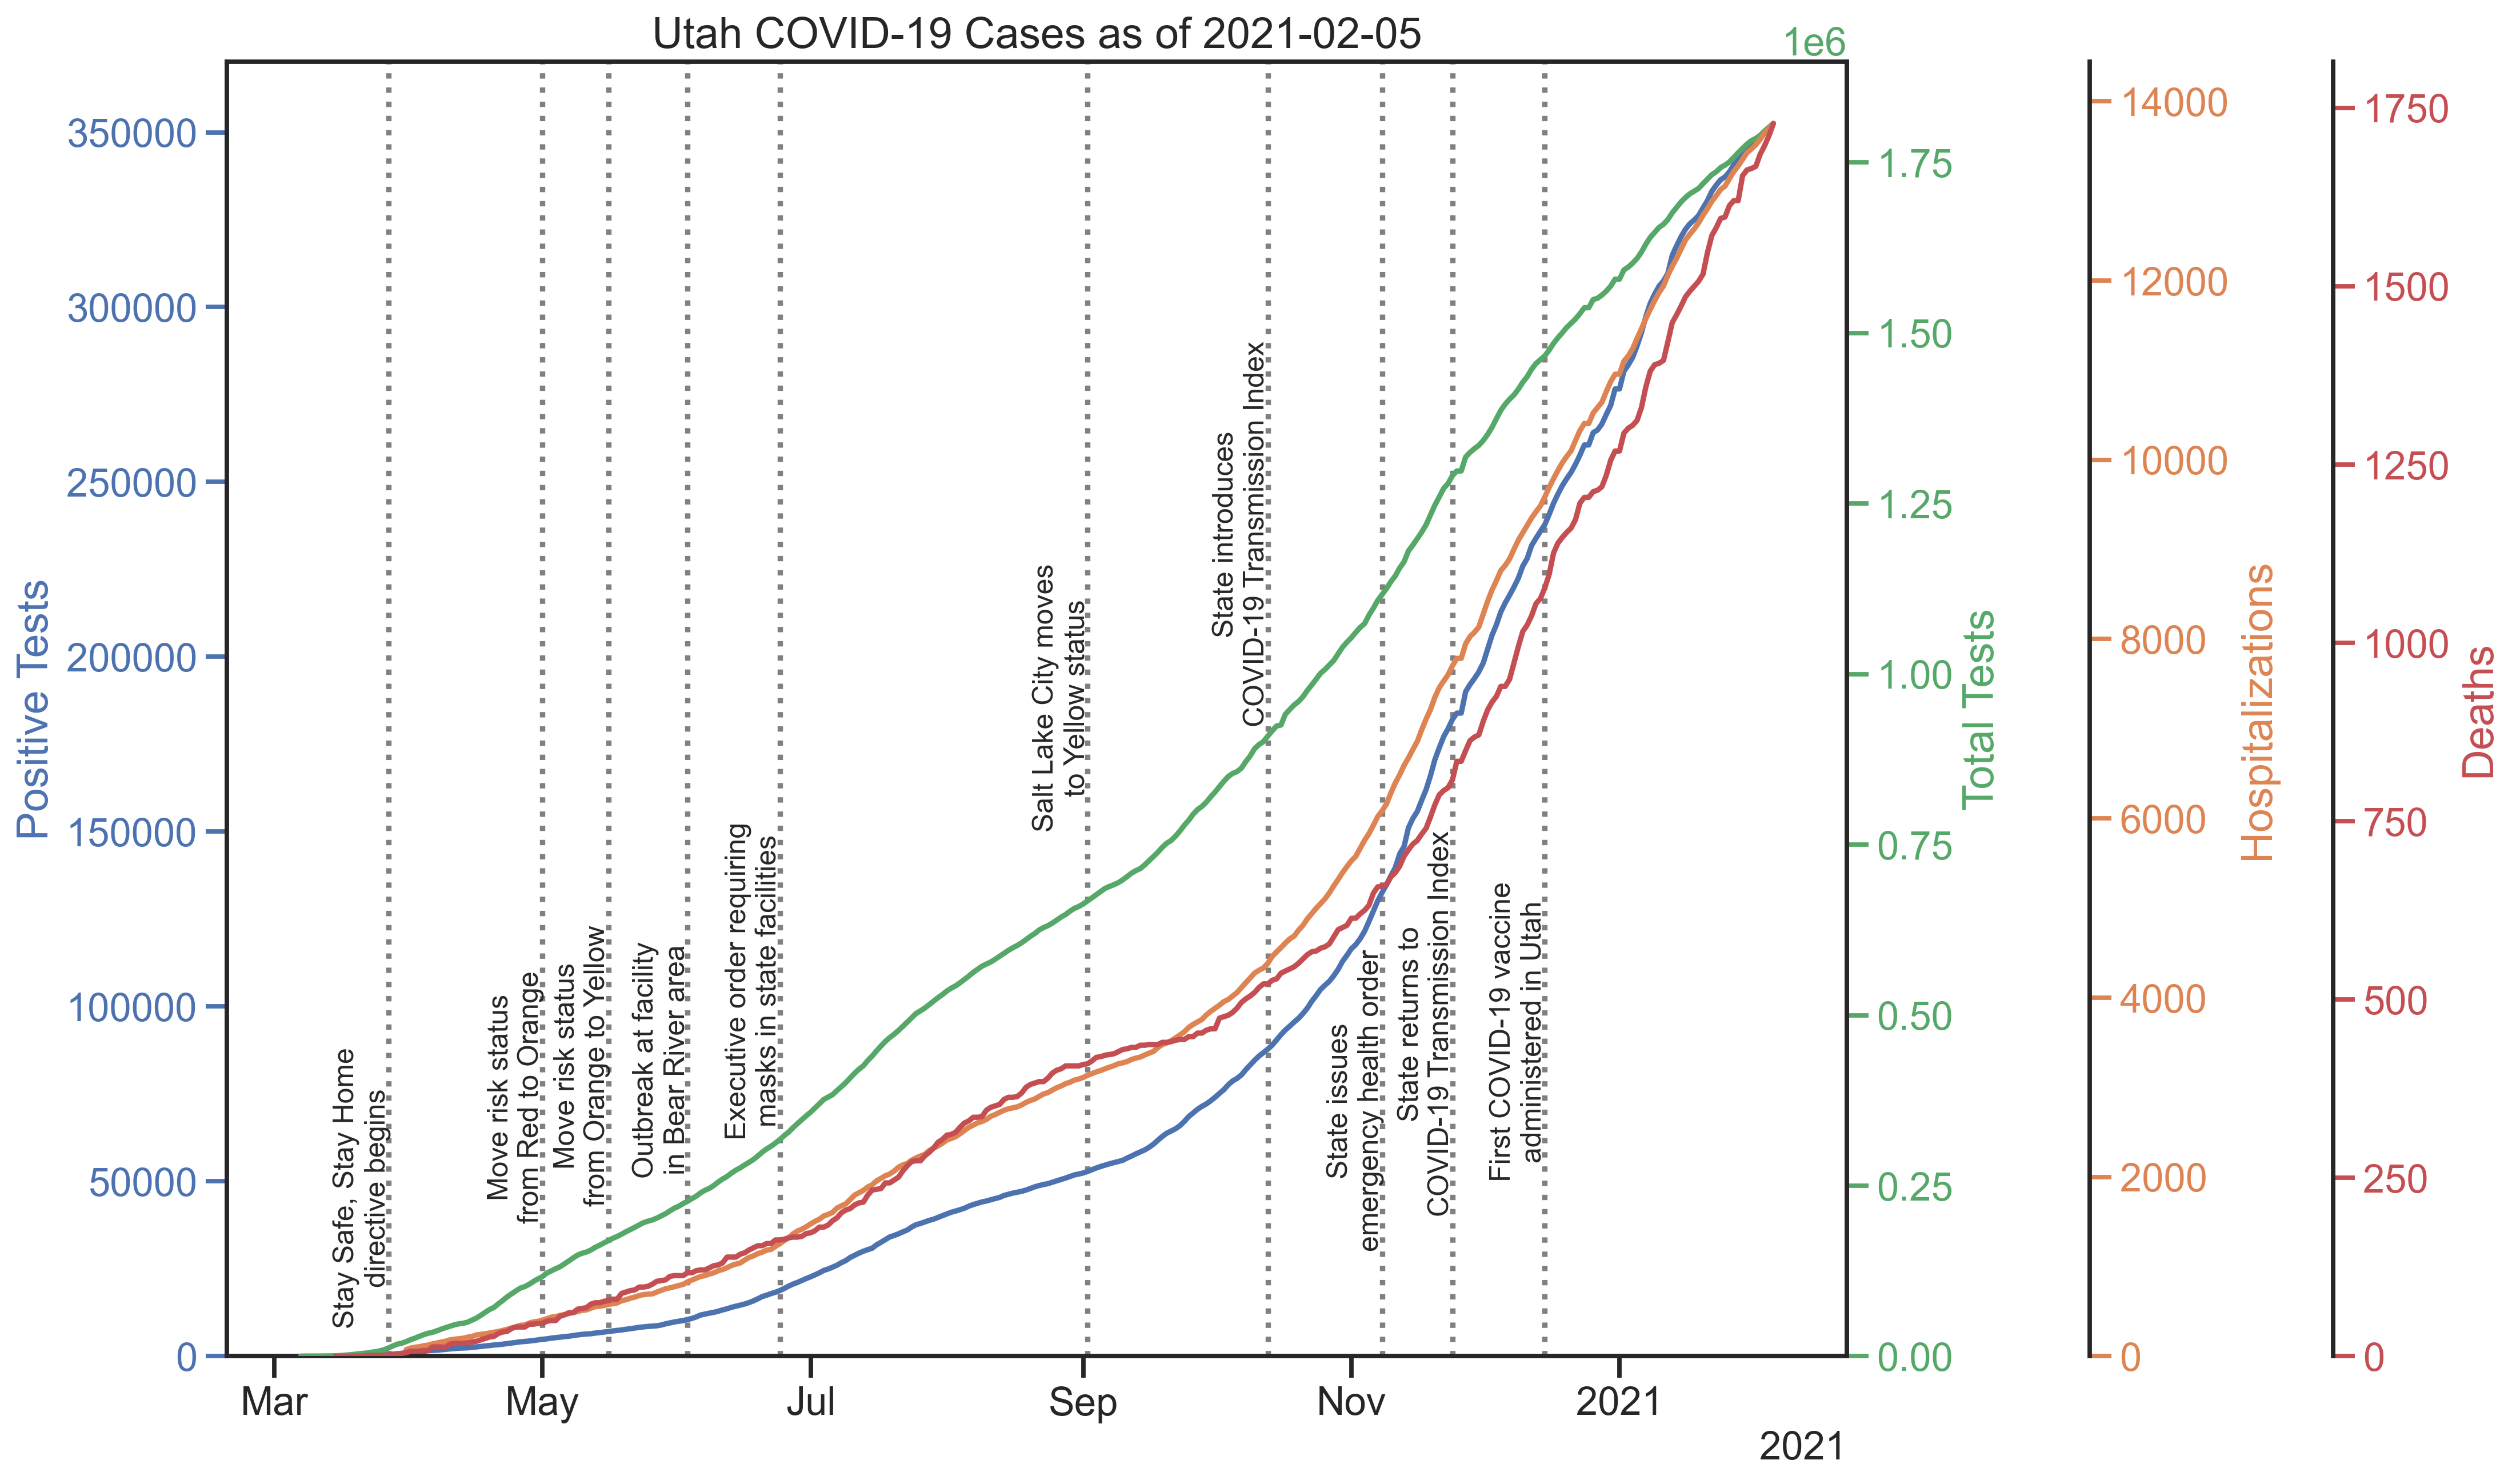 Utah COVID-19 Cases as of 2021-02-05
1e6
Positive Tests
350000
300000
250000
200000
150000
100000
50000
0
Stay Safe, Stay Home
directive begins
Move risk status
from Red to Orange
Move risk status
from Orange to Yellow
Outbreak at facility
in Bear River area
Executive order requiring
masks in state facilities
Salt Lake City moves
to Yellow status
State introduces
COVID-19 Transmission Index
State issues
emergency health order
State returns to
COVID-19 Transmission Index
First COVID-19 vaccine
administered in Utah
1.75
1.50
1.25
1.00
0.75
0.50
0.25
0.00
Total Tests
14000
12000
10000
8000
6000
4000
2000
0
Hospitalizations
1750
1500
1250
1000
750
500
250
0
Deaths
Mar
May
Jul
Sep
Nov
2021
2021